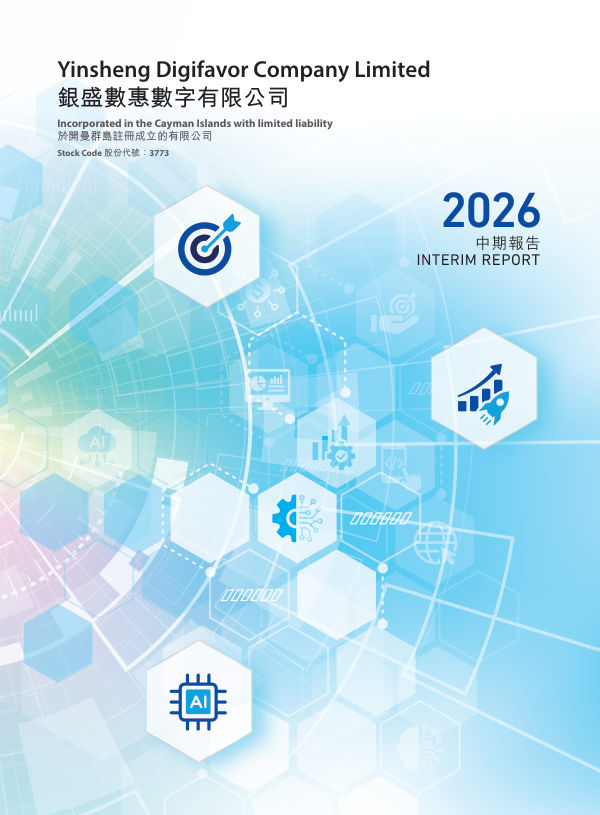 Yinsheng Digifavor Company Limited
銀盛數惠數字有限公司
Incorporated in the Cayman Islands with limited liability
於開曼群島註冊成立的有限公司
Stock Code 股份代號：3773
2026
中期報告
INTERIM REPORT
AI
AI